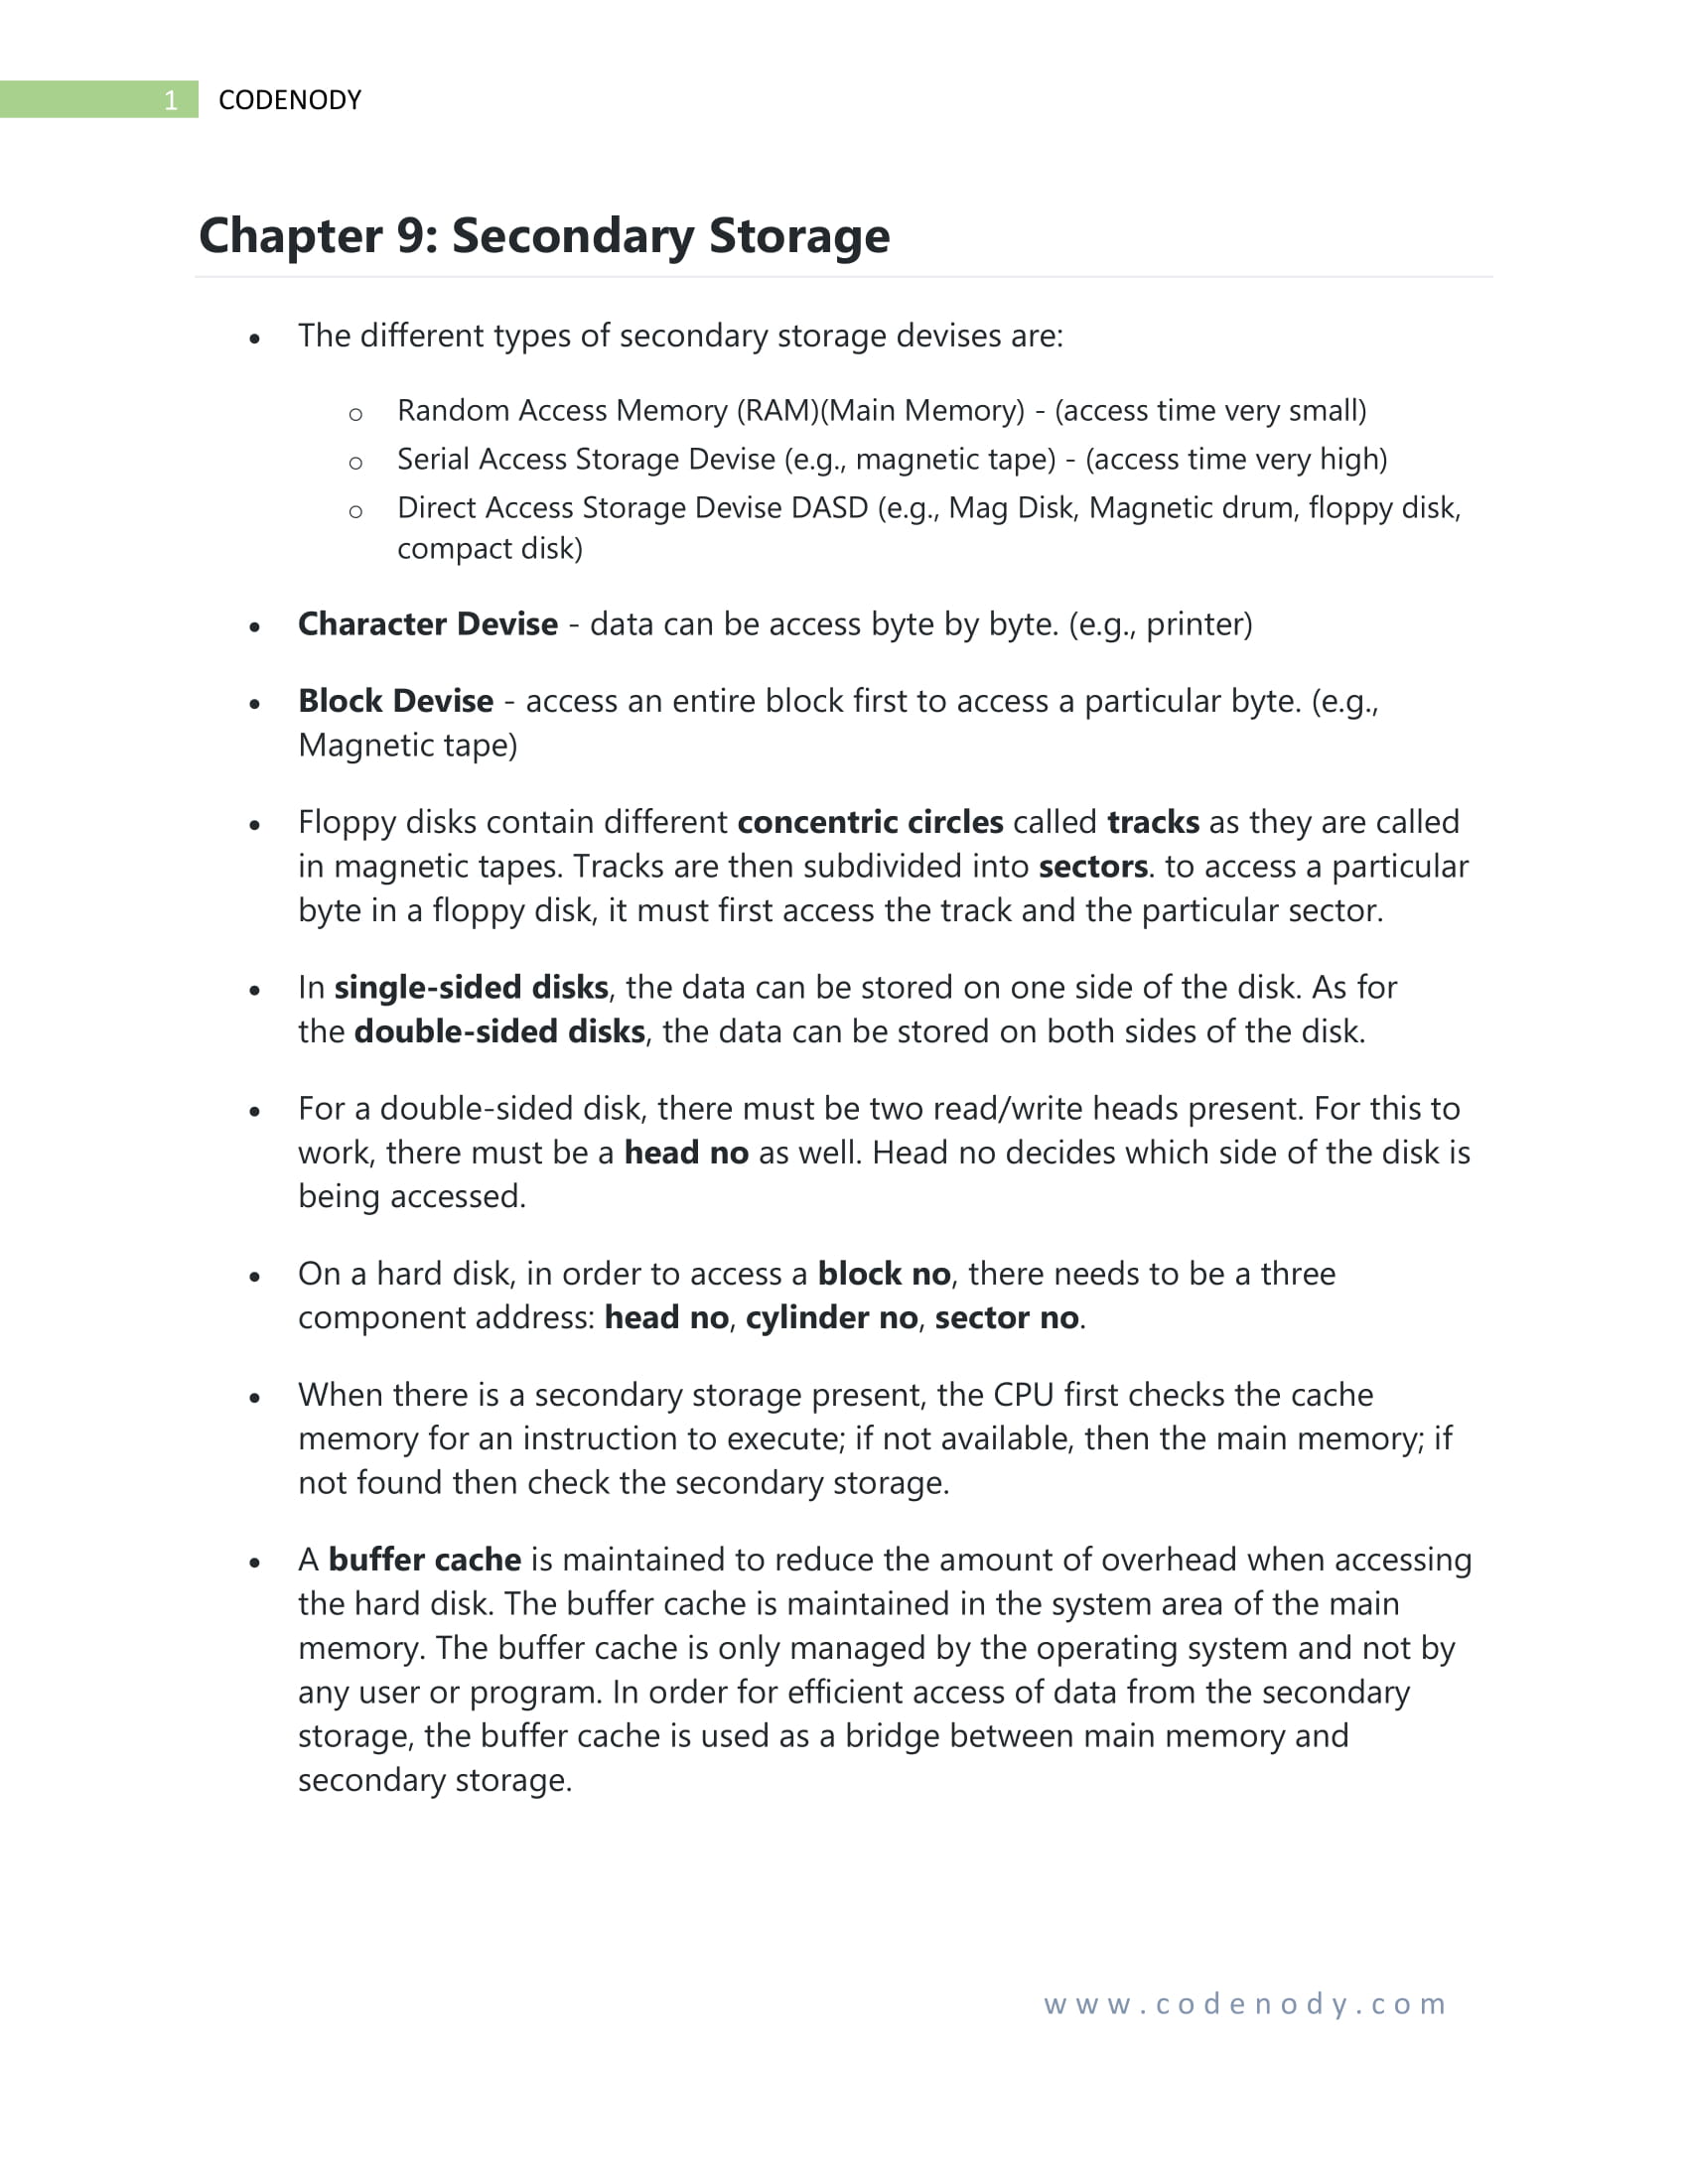 1 CODENODY
Chapter 9: Secondary Storage
• The different types of secondary storage devises are:
o Random Access Memory (RAM)(Main Memory) - (access time very small)
o Serial Access Storage Devise (e.g., magnetic tape) - (access time very high)
o Direct Access Storage Devise DASD (e.g., Mag Disk, Magnetic drum, floppy disk,
compact disk)
• Character Devise - data can be access byte by byte. (e.g., printer)
• Block Devise - access an entire block first to access a particular byte. (e.g.,
Magnetic tape)
• Floppy disks contain different concentric circles called tracks as they are called
in magnetic tapes. Tracks are then subdivided into sectors. to access a particular
byte in a floppy disk, it must first access the track and the particular sector.
• In single-sided disks, the data can be stored on one side of the disk. As for
the double-sided disks, the data can be stored on both sides of the disk.
• For a double-sided disk, there must be two read/write heads present. For this to
work, there must be a head no as well. Head no decides which side of the disk is
being accessed.
• On a hard disk, in order to access a block no, there needs to be a three
component address: head no, cylinder no, sector no.
• When there is a secondary storage present, the CPU first checks the cache
memory for an instruction to execute; if not available, then the main memory; if
not found then check the secondary storage.
• A buffer cache is maintained to reduce the amount of overhead when accessing
the hard disk. The buffer cache is maintained in the system area of the main
memory. The buffer cache is only managed by the operating system and not by
any user or program. In order for efficient access of data from the secondary
storage, the buffer cache is used as a bridge between main memory and
secondary storage.
www.codenody.com